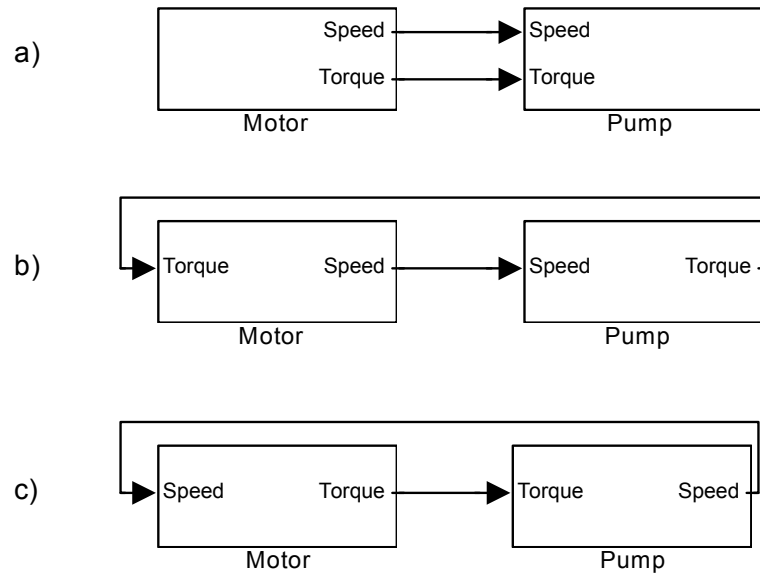 a)
Speed Speed
Torque Torque
Motor Pump
b)
Torque Speed Speed Torque
Motor Pump
c)
Speed Torque Torque Speed
Motor Pump